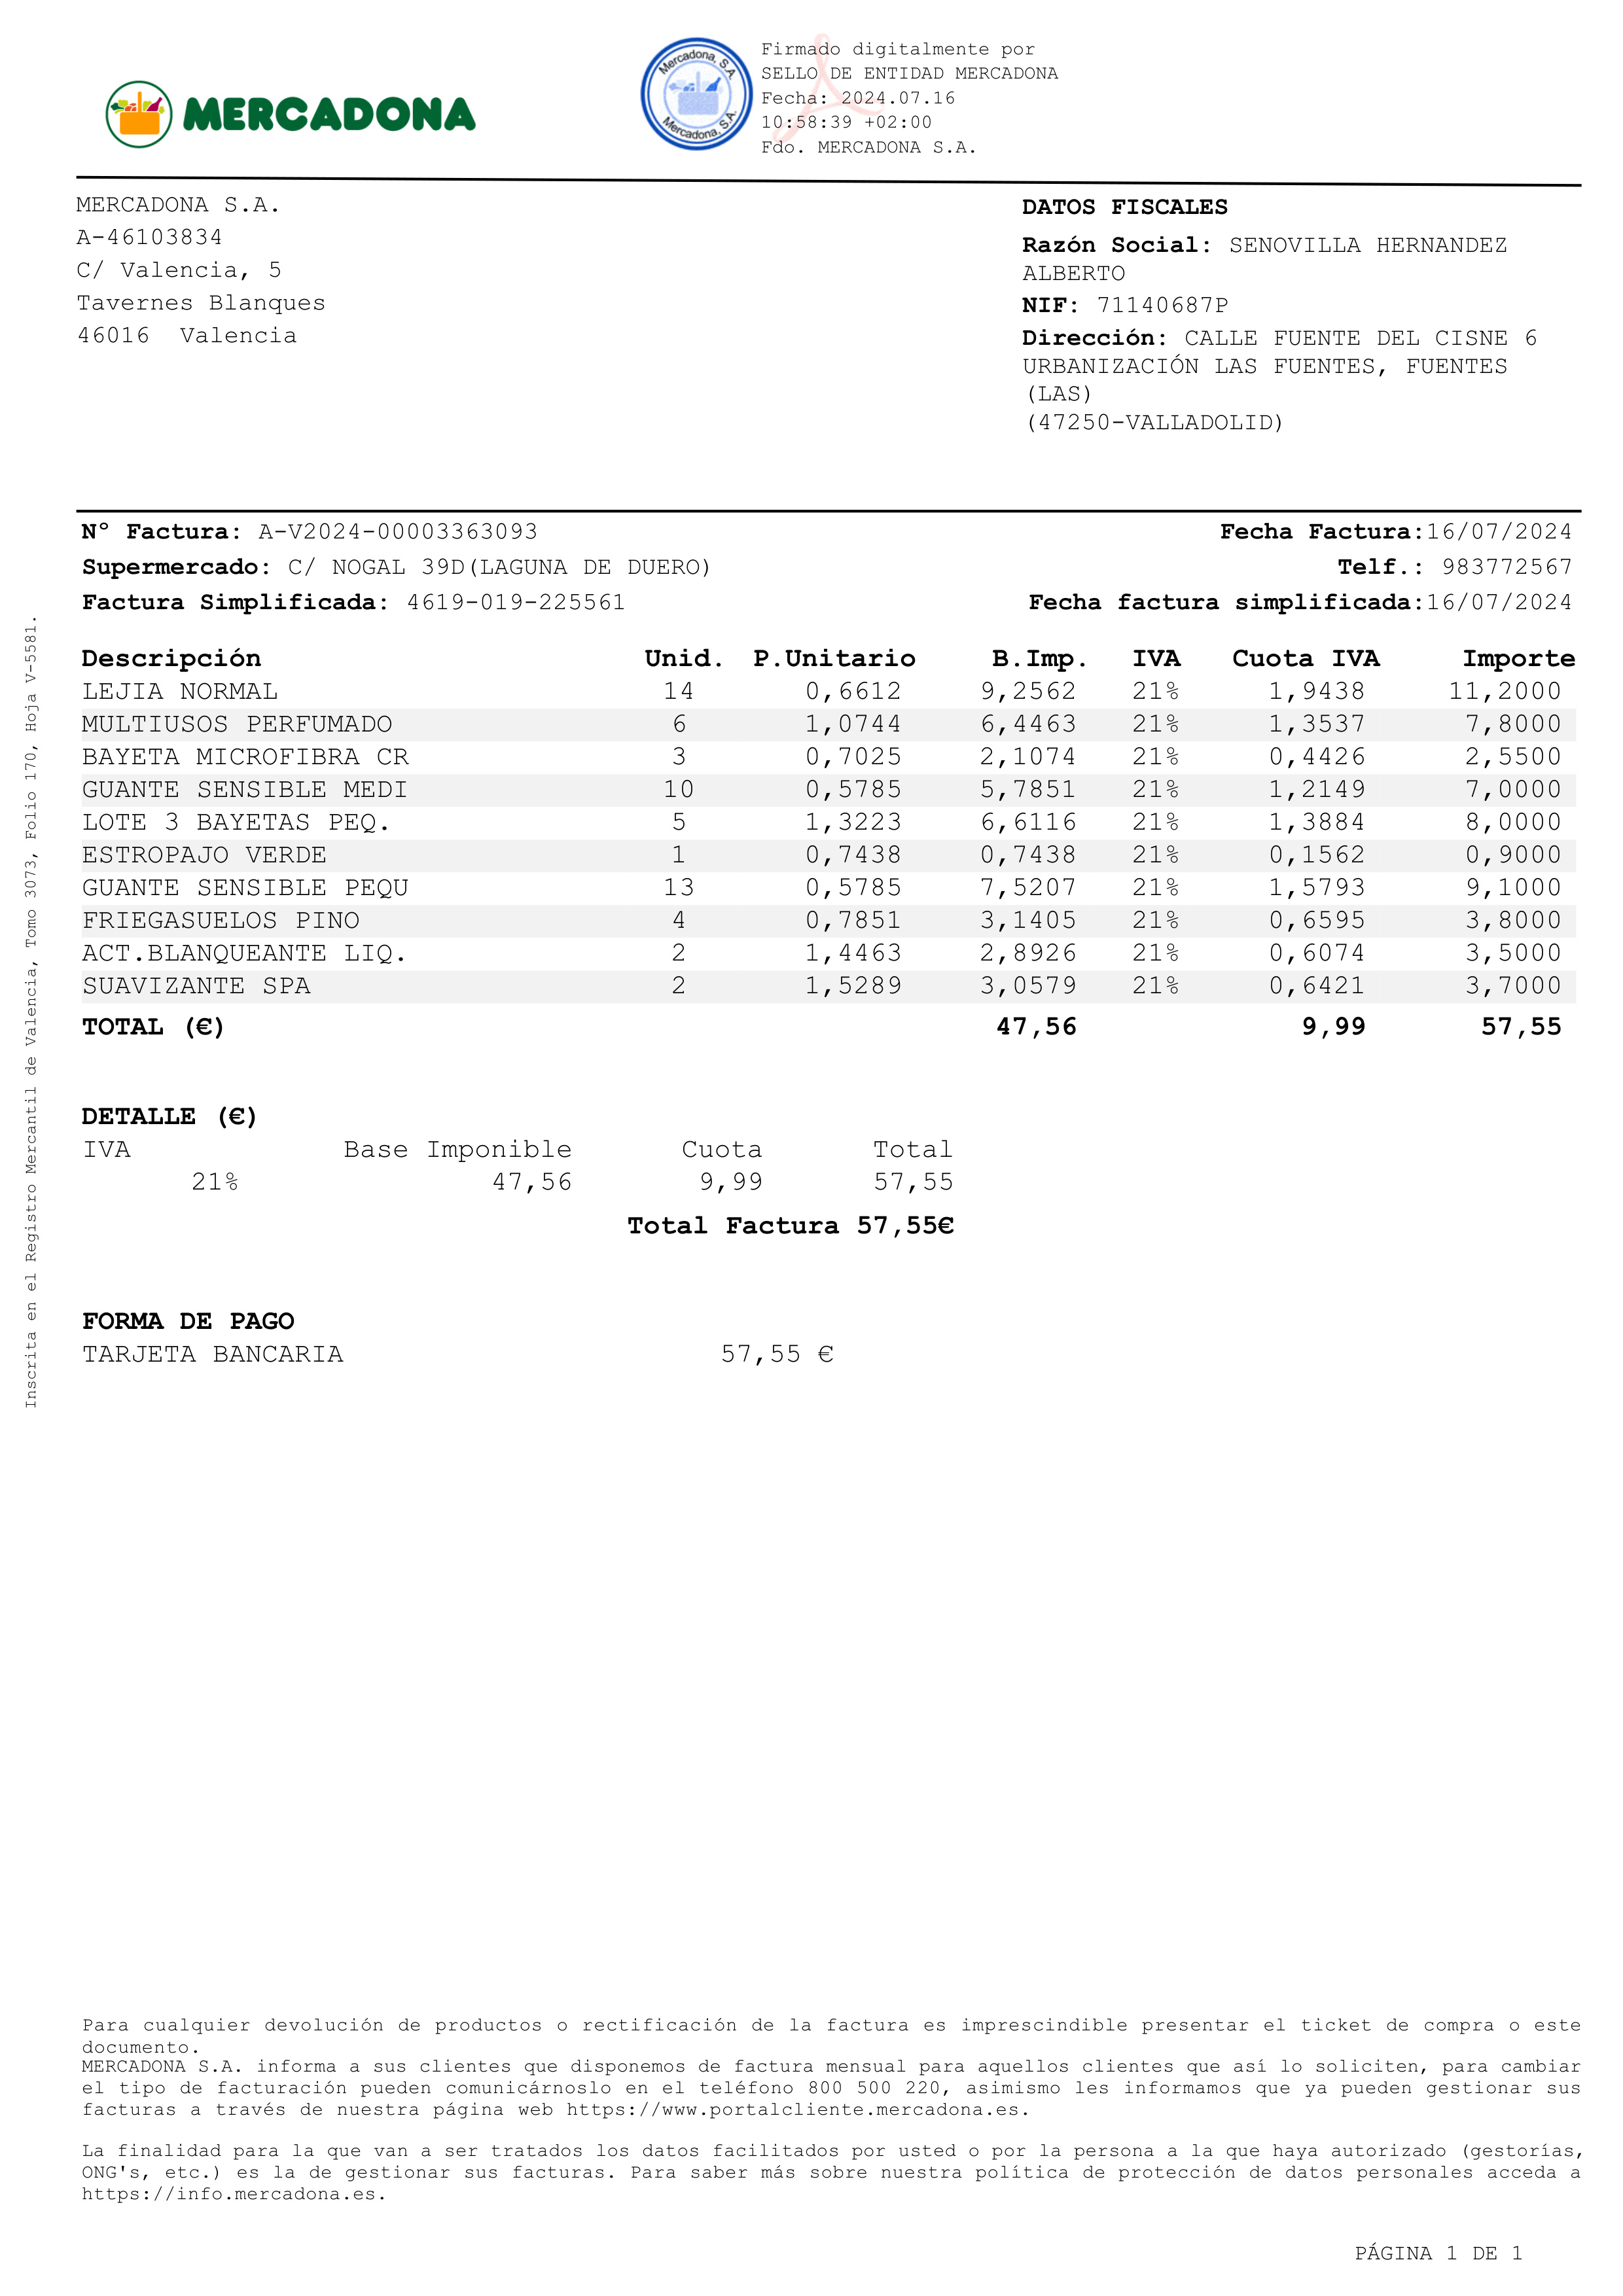 MERCADONA
Mercadona, S.A.
Mercadona, S.A.
Firmado digitalmente por
SELLO DE ENTIDAD MERCADONA
Fecha: 2024.07.16
10:58:39 +02:00
Fdo. MERCADONA S.A.
MERCADONA S.A.
A-46103834
C/ Valencia, 5
Tavernes Blanques
46016  Valencia
DATOS FISCALES
Razón Social: SENOVILLA HERNANDEZ
ALBERTO
NIF: 71140687P
Dirección: CALLE FUENTE DEL CISNE 6
URBANIZACIÓN LAS FUENTES, FUENTES
(LAS)
(47250-VALLADOLID)
Nº Factura: A-V2024-00003363093 Fecha Factura:16/07/2024
Supermercado: C/ NOGAL 39D(LAGUNA DE DUERO) Telf.: 983772567
Factura Simplificada: 4619-019-225561 Fecha factura simplificada:16/07/2024
Descripción Unid. P.Unitario B.Imp. IVA Cuota IVA Importe
LEJIA NORMAL 14 0,6612 9,2562 21% 1,9438 11,2000
MULTIUSOS PERFUMADO 6 1,0744 6,4463 21% 1,3537 7,8000
BAYETA MICROFIBRA CR 3 0,7025 2,1074 21% 0,4426 2,5500
GUANTE SENSIBLE MEDI 10 0,5785 5,7851 21% 1,2149 7,0000
LOTE 3 BAYETAS PEQ. 5 1,3223 6,6116 21% 1,3884 8,0000
ESTROPAJO VERDE 1 0,7438 0,7438 21% 0,1562 0,9000
GUANTE SENSIBLE PEQU 13 0,5785 7,5207 21% 1,5793 9,1000
FRIEGASUELOS PINO 4 0,7851 3,1405 21% 0,6595 3,8000
ACT.BLANQUEANTE LIQ. 2 1,4463 2,8926 21% 0,6074 3,5000
SUAVIZANTE SPA 2 1,5289 3,0579 21% 0,6421 3,7000
TOTAL (€) 47,56 9,99 57,55
DETALLE (€)
IVA Base Imponible Cuota Total
21% 47,56 9,99 57,55
Total Factura 57,55€
FORMA DE PAGO
TARJETA BANCARIA 57,55 €
Inscrita en el Registro Mercantil de Valencia, Tomo 3073, Folio 170, Hoja V-5581.
Para cualquier devolución de productos o rectificación de la factura es imprescindible presentar el ticket de compra o este
documento.
MERCADONA S.A. informa a sus clientes que disponemos de factura mensual para aquellos clientes que así lo soliciten, para cambiar
el tipo de facturación pueden comunicárnoslo en el teléfono 800 500 220, asimismo les informamos que ya pueden gestionar sus
facturas a través de nuestra página web https://www.portalcliente.mercadona.es.
La finalidad para la que van a ser tratados los datos facilitados por usted o por la persona a la que haya autorizado (gestorías,
ONG's, etc.) es la de gestionar sus facturas. Para saber más sobre nuestra política de protección de datos personales acceda a
https://info.mercadona.es.
PÁGINA 1 DE 1